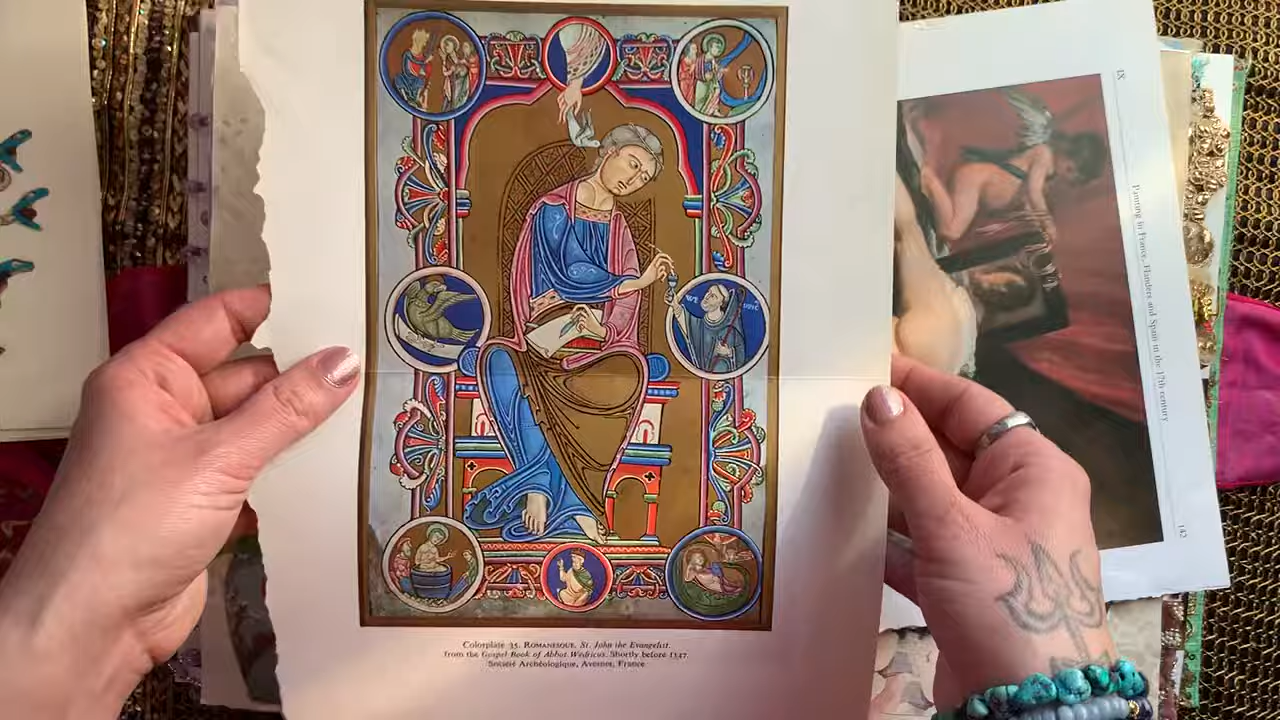 Colorplate 35. ROMANESQUE. St. John the Evangelist,
from the Gospel Book of Abbot Wedricus. Shortly before 1147.
Société Archéologique, Avesnes, France
Painting in France, Flanders and Spain in the 17th century
142